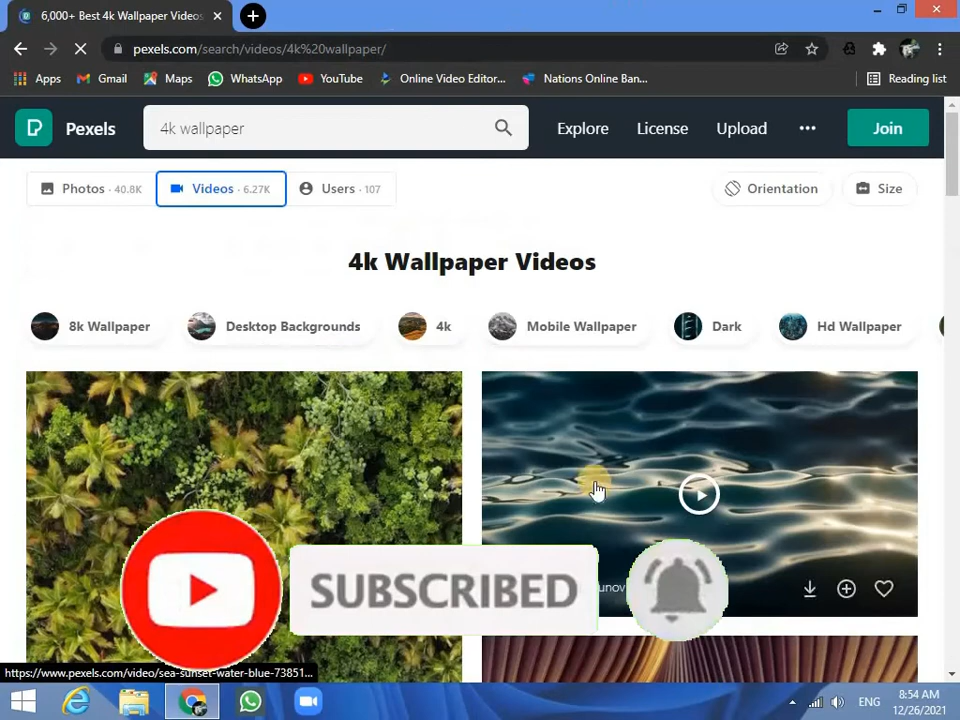 6,000+ Best 4k Wallpaper Videos
pexels.com/search/videos/4k%20wallpaper/
Apps Gmail Maps WhatsApp YouTube Online Video Editor... Nations Online Ban... Reading list
Pexels 4k wallpaper Explore License Upload ••• Join
Photos · 40.8K Videos · 6.27K Users · 107 Orientation Size
4k Wallpaper Videos
8k Wallpaper Desktop Backgrounds 4k Mobile Wallpaper Dark Hd Wallpaper
SUBSCRIBED
https://www.pexels.com/video/sea-sunset-water-blue-73851...
ENG
8:54 AM
12/26/2021